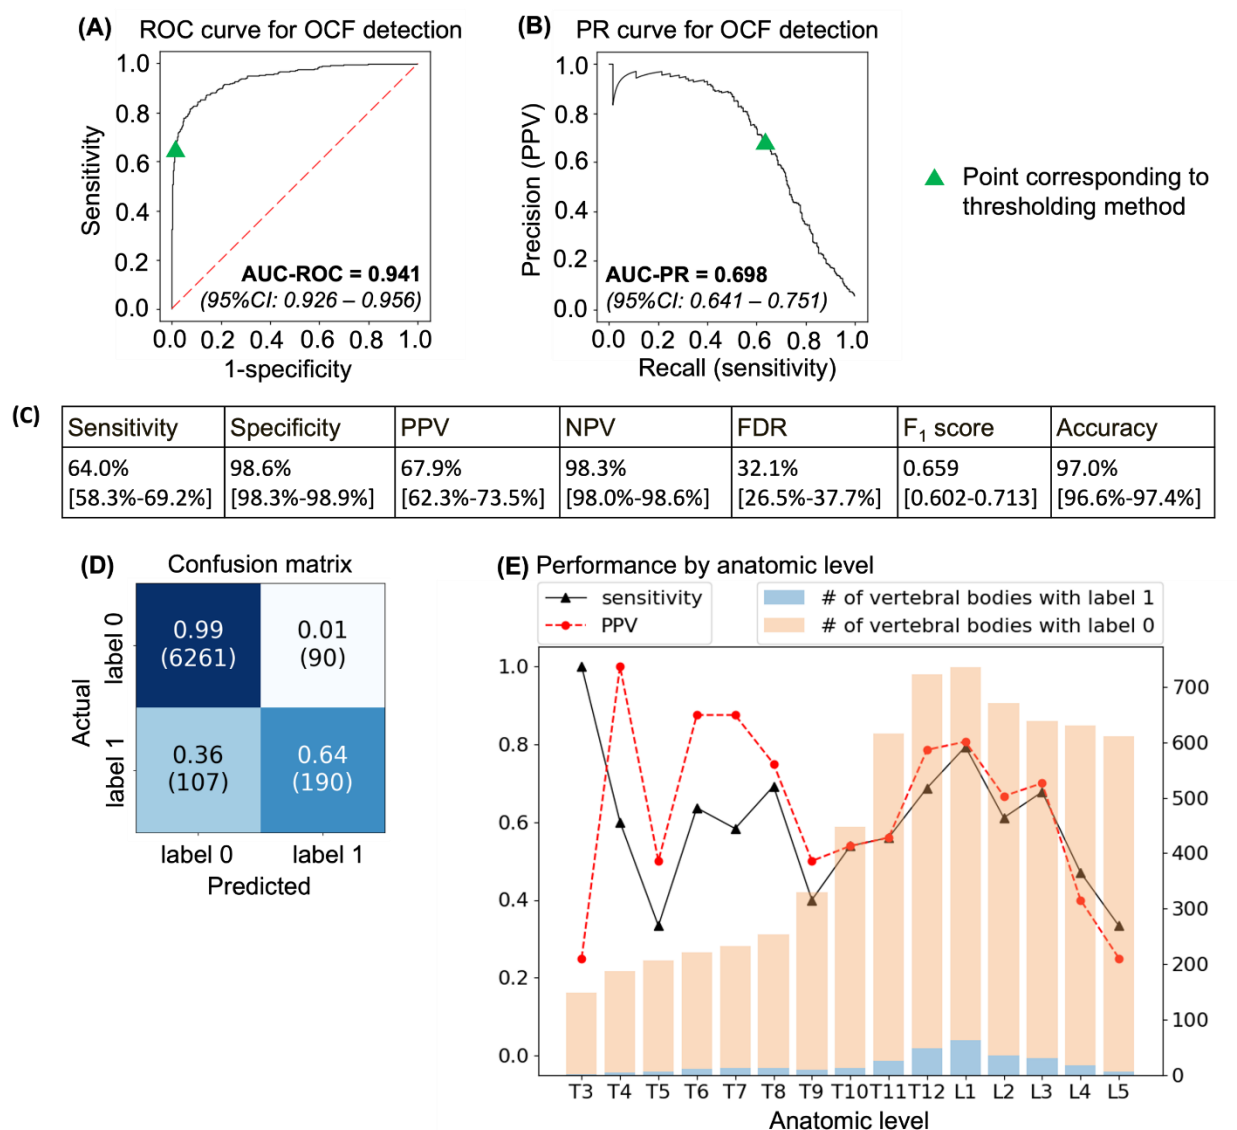 (A) ROC curve for OCF detection
1.0
0.8
0.6
0.4
0.2
0.0
Sensitivity
AUC-ROC = 0.941
(95%CI: 0.926 – 0.956)
0.0 0.2 0.4 0.6 0.8 1.0
1-specificity
(B) PR curve for OCF detection
1.0
0.8
0.6
0.4
0.2
0.0
Precision (PPV)
AUC-PR = 0.698
(95%CI: 0.641 – 0.751)
0.0 0.2 0.4 0.6 0.8 1.0
Recall (sensitivity)
Point corresponding to
thresholding method
(C)
Sensitivity Specificity PPV NPV FDR F1 score Accuracy
64.0% 98.6% 67.9% 98.3% 32.1% 0.659 97.0%
[58.3%-69.2%] [98.3%-98.9%] [62.3%-73.5%] [98.0%-98.6%] [26.5%-37.7%] [0.602-0.713] [96.6%-97.4%]
(D) Confusion matrix
Actual
label 0
label 1
0.99 0.01
(6261) (90)
0.36 0.64
(107) (190)
label 0 label 1
Predicted
(E) Performance by anatomic level
sensitivity
PPV
# of vertebral bodies with label 1
# of vertebral bodies with label 0
1.0
0.8
0.6
0.4
0.2
0.0
700
600
500
400
300
200
100
0
T3 T4 T5 T6 T7 T8 T9 T10 T11 T12 L1 L2 L3 L4 L5
Anatomic level